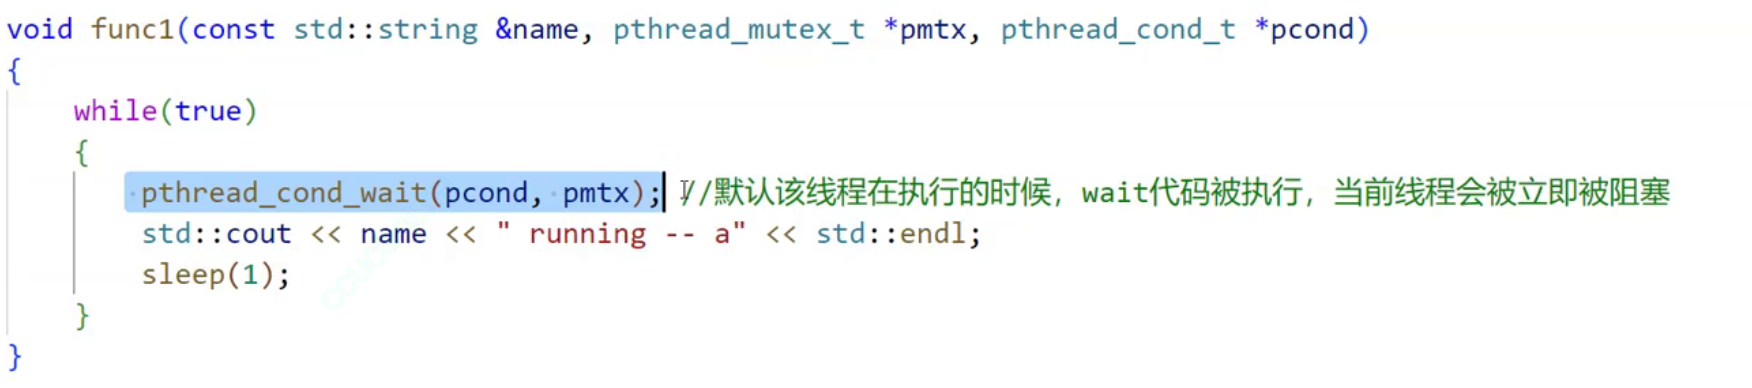 void func1(const std::string &name, pthread_mutex_t *pmtx, pthread_cond_t *pcond)
{
while(true)
{
pthread_cond_wait(pcond, pmtx); //默认该线程在执行的时候，wait代码被执行，当前线程会被立即被阻塞
std::cout << name << " running -- a" << std::endl;
sleep(1);
}
}